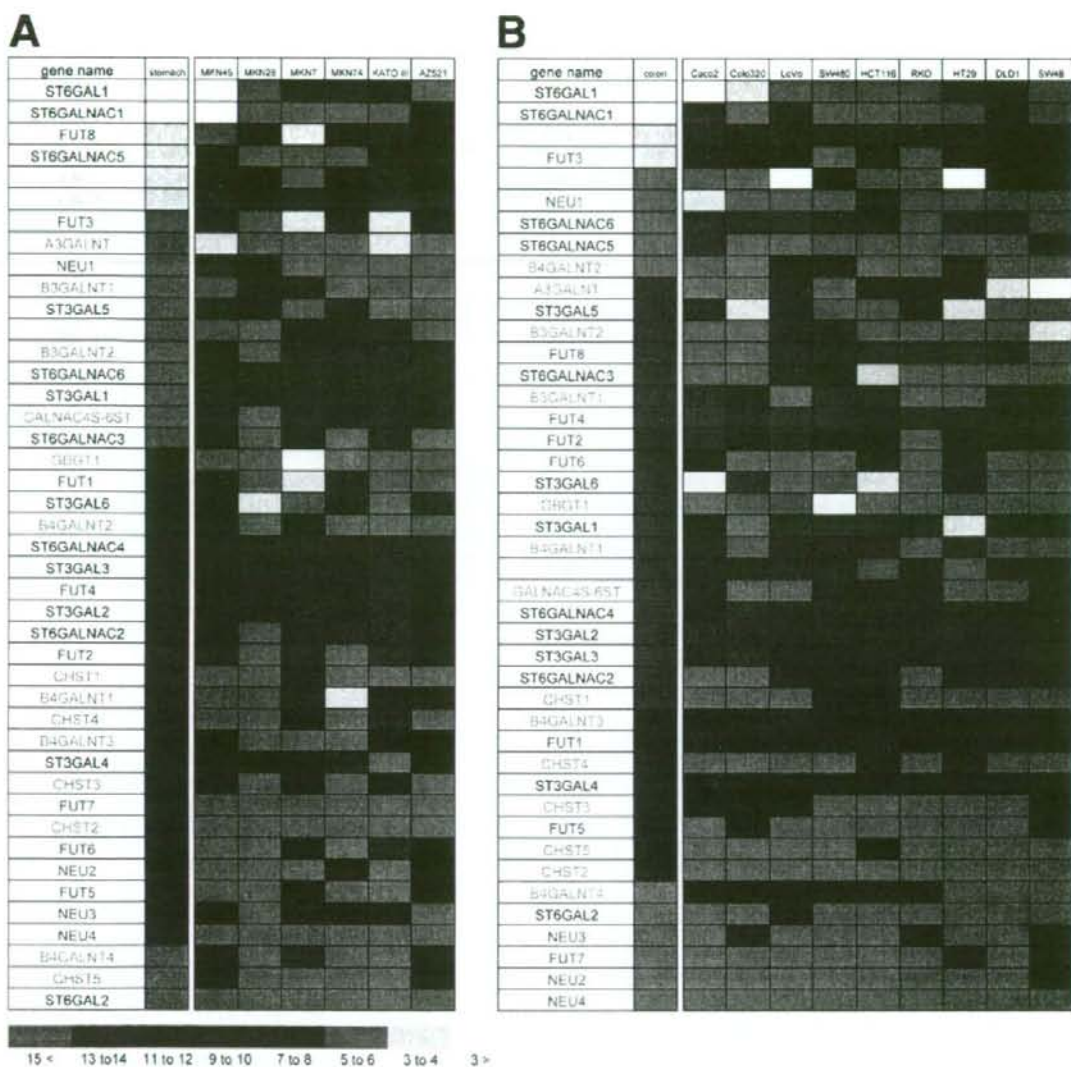 A
gene name stomach MKN45 MKN28 MKN7 MKN74 KATO III AZ521
ST6GAL1
ST6GALNAC1
FUT8
ST6GALNAC5
FUT3
A3GALNT
NEU1
B3GALNT1
ST3GAL5
B3GALNT2
ST6GALNAC6
ST3GAL1
GALNAC4S-6ST
ST6GALNAC3
GBGT1
FUT1
ST3GAL6
B4GALNT2
ST6GALNAC4
ST3GAL3
FUT4
ST3GAL2
ST6GALNAC2
FUT2
CHST1
B4GALNT1
CHST4
B4GALNT3
ST3GAL4
CHST3
FUT7
CHST2
FUT6
NEU2
FUT5
NEU3
NEU4
B4GALNT4
CHST5
ST6GAL2
15 < 13 to14 11 to 12 9 to 10 7 to 8 5 to 6 3 to 4 3 >
B
gene name colon Caco2 Colo320 LoVo SW480 HCT116 RKO HT29 DLD1 SW48
ST6GAL1
ST6GALNAC1
FUT3
NEU1
ST6GALNAC6
ST6GALNAC5
B4GALNT2
A3GALNT
ST3GAL5
B3GALNT2
FUT8
ST6GALNAC3
B3GALNT1
FUT4
FUT2
FUT6
ST3GAL6
GBGT1
ST3GAL1
B4GALNT1
GALNAC4S-6ST
ST6GALNAC4
ST3GAL2
ST3GAL3
ST6GALNAC2
CHST1
B4GALNT3
FUT1
CHST4
ST3GAL4
CHST3
FUT5
CHST5
CHST2
B4GALNT4
ST6GAL2
NEU3
FUT7
NEU2
NEU4